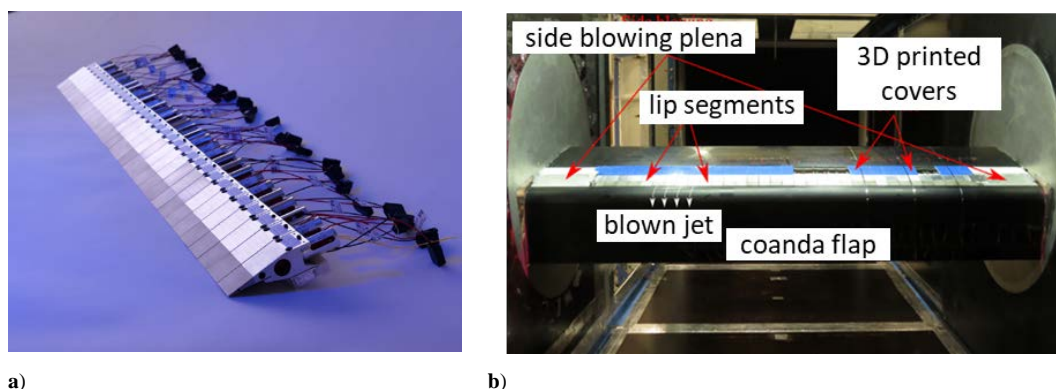 side blowing plena
3D printed
covers
lip segments
blown jet
coanda flap
a)
b)